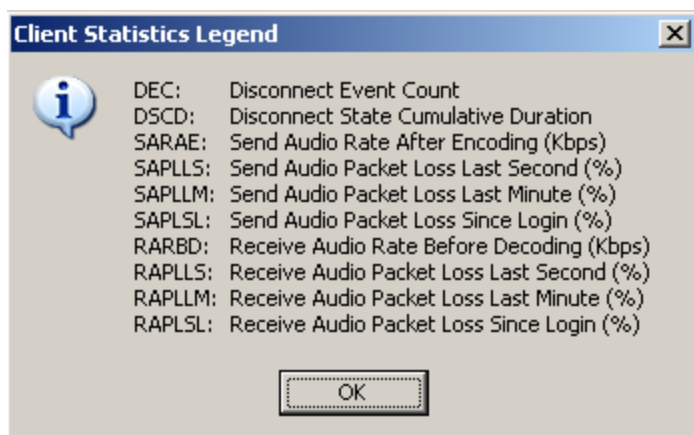 Client Statistics Legend
DEC: Disconnect Event Count
DSCD: Disconnect State Cumulative Duration
SARAE: Send Audio Rate After Encoding (Kbps)
SAPLLS: Send Audio Packet Loss Last Second (%)
SAPLLM: Send Audio Packet Loss Last Minute (%)
SAPLSL: Send Audio Packet Loss Since Login (%)
RARBD: Receive Audio Rate Before Decoding (Kbps)
RAPLLS: Receive Audio Packet Loss Last Second (%)
RAPLLM: Receive Audio Packet Loss Last Minute (%)
RAPLSL: Receive Audio Packet Loss Since Login (%)
OK